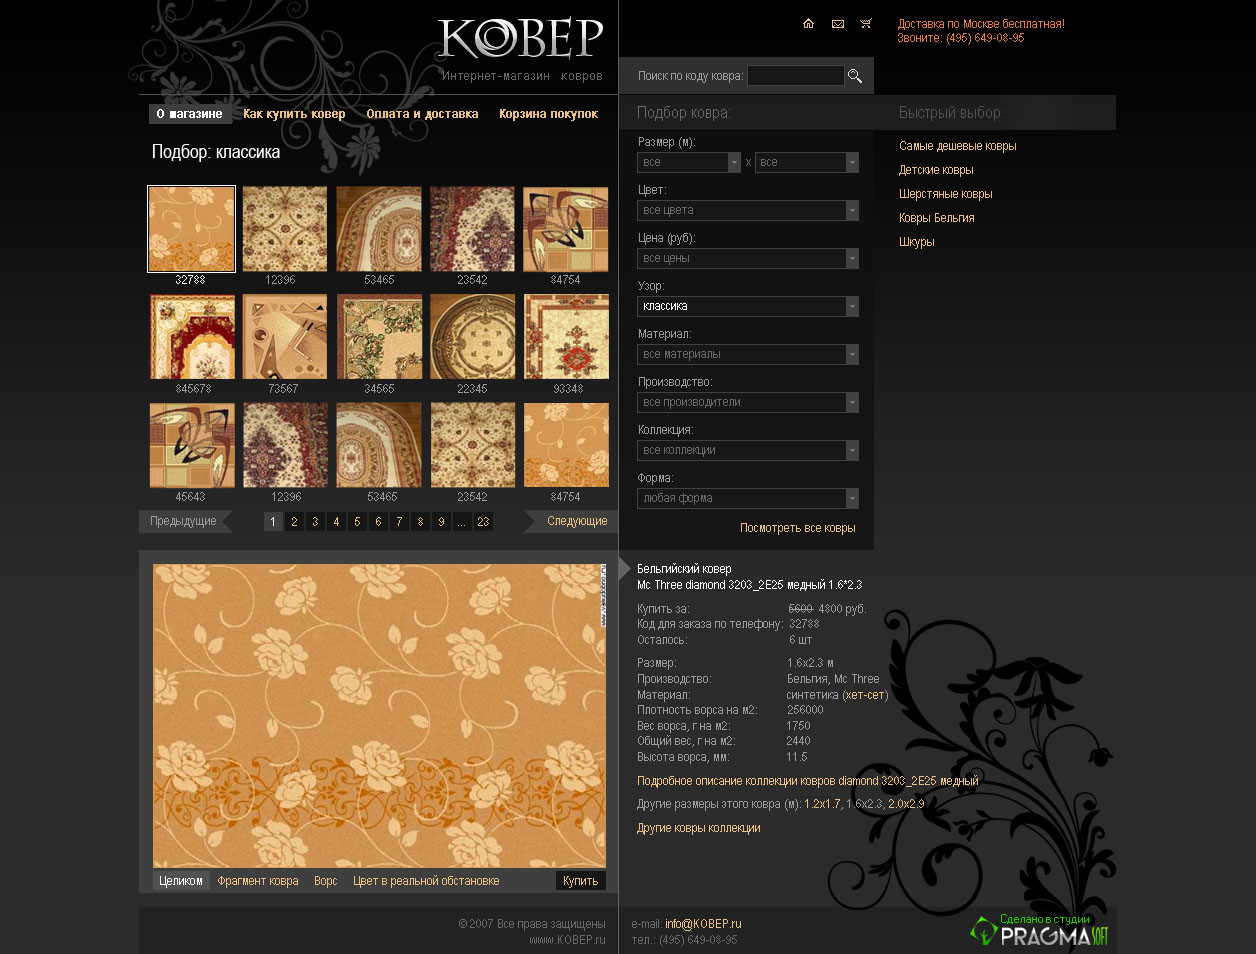 КОВЕР
Интернет-магазин ковров
Доставка по Москве бесплатная!
Звоните: (495) 649-08-95
Поиск по коду ковра:
О магазине Как купить ковер Оплата и доставка Корзина покупок
Подбор: классика
32788 12396 53465 23542 84754
845678 73567 34565 22345 93348
45643 12396 53465 23542 84754
Предыдущие 1 2 3 4 5 6 7 8 9 ... 23 Следующие
Подбор ковра:
Размер (м):
все x все
Цвет:
все цвета
Цена (руб):
все цены
Узор:
классика
Материал:
все материалы
Производство:
все производители
Коллекция:
все коллекции
Форма:
любая форма
Посмотреть все ковры
Быстрый выбор:
Самые дешевые ковры
Детские ковры
Шерстяные ковры
Ковры Бельгия
Шкуры
Целиком Фрагмент ковра Ворс Цвет в реальной обстановке Купить
Бельгийский ковер
Mc Three diamond 3203_2E25 медный 1.6*2.3
Купить за: 5600 4800 руб.
Код для заказа по телефону: 32788
Осталось: 6 шт
Размер: 1.6x2.3 м
Производство: Бельгия, Mc Three
Материал: синтетика (хет-сет)
Плотность ворса на м2: 256000
Вес ворса, г на м2: 1750
Общий вес, г на м2: 2440
Высота ворса, мм: 11.5
Подробное описание коллекции ковров diamond 3203_2E25 медный
Другие размеры этого ковра (м): 1.2x1.7, 1.6x2.3, 2.0x2.9
Другие ковры коллекции
© 2007 Все права защищены
www.КОВЕР.ru
e-mail: info@КОВЕР.ru
тел.: (495) 649-08-95
Сделано в студии
PRAGMASOFT